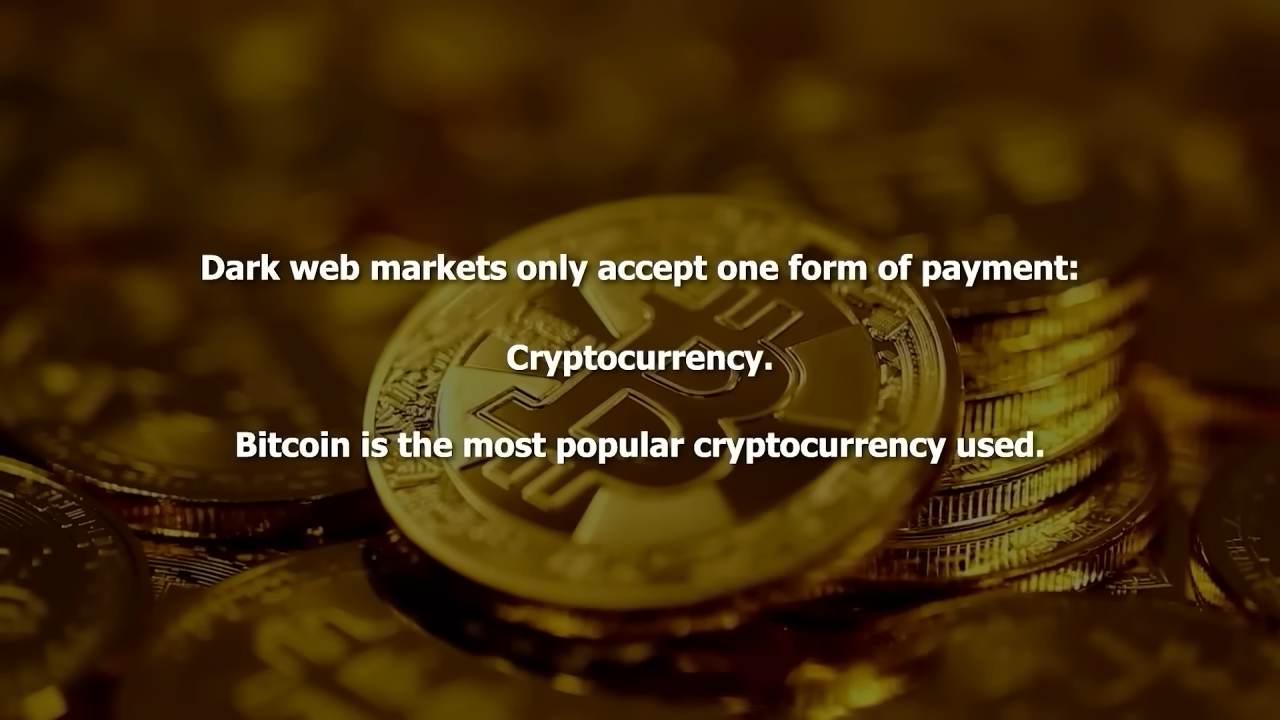 Dark web markets only accept one form of payment:
Cryptocurrency.
Bitcoin is the most popular cryptocurrency used.